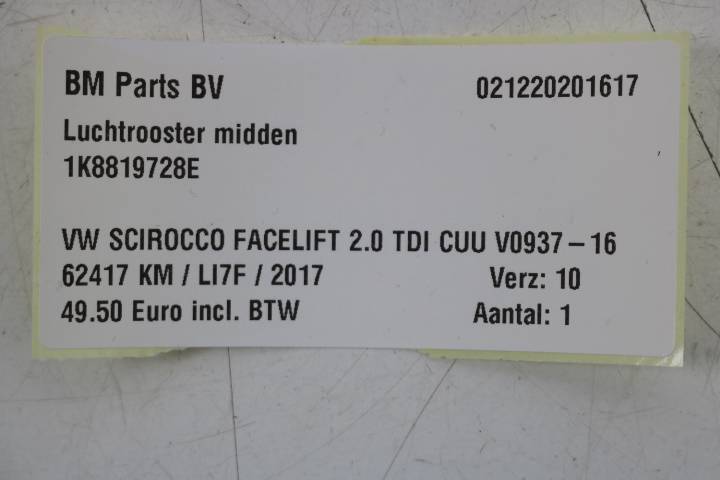 BM Parts BV 021220201617
Luchtrooster midden
1K8819728E
VW SCIROCCO FACELIFT 2.0 TDI CUU V0937-16
62417 KM / LI7F / 2017 Verz: 10
49.50 Euro incl. BTW Aantal: 1